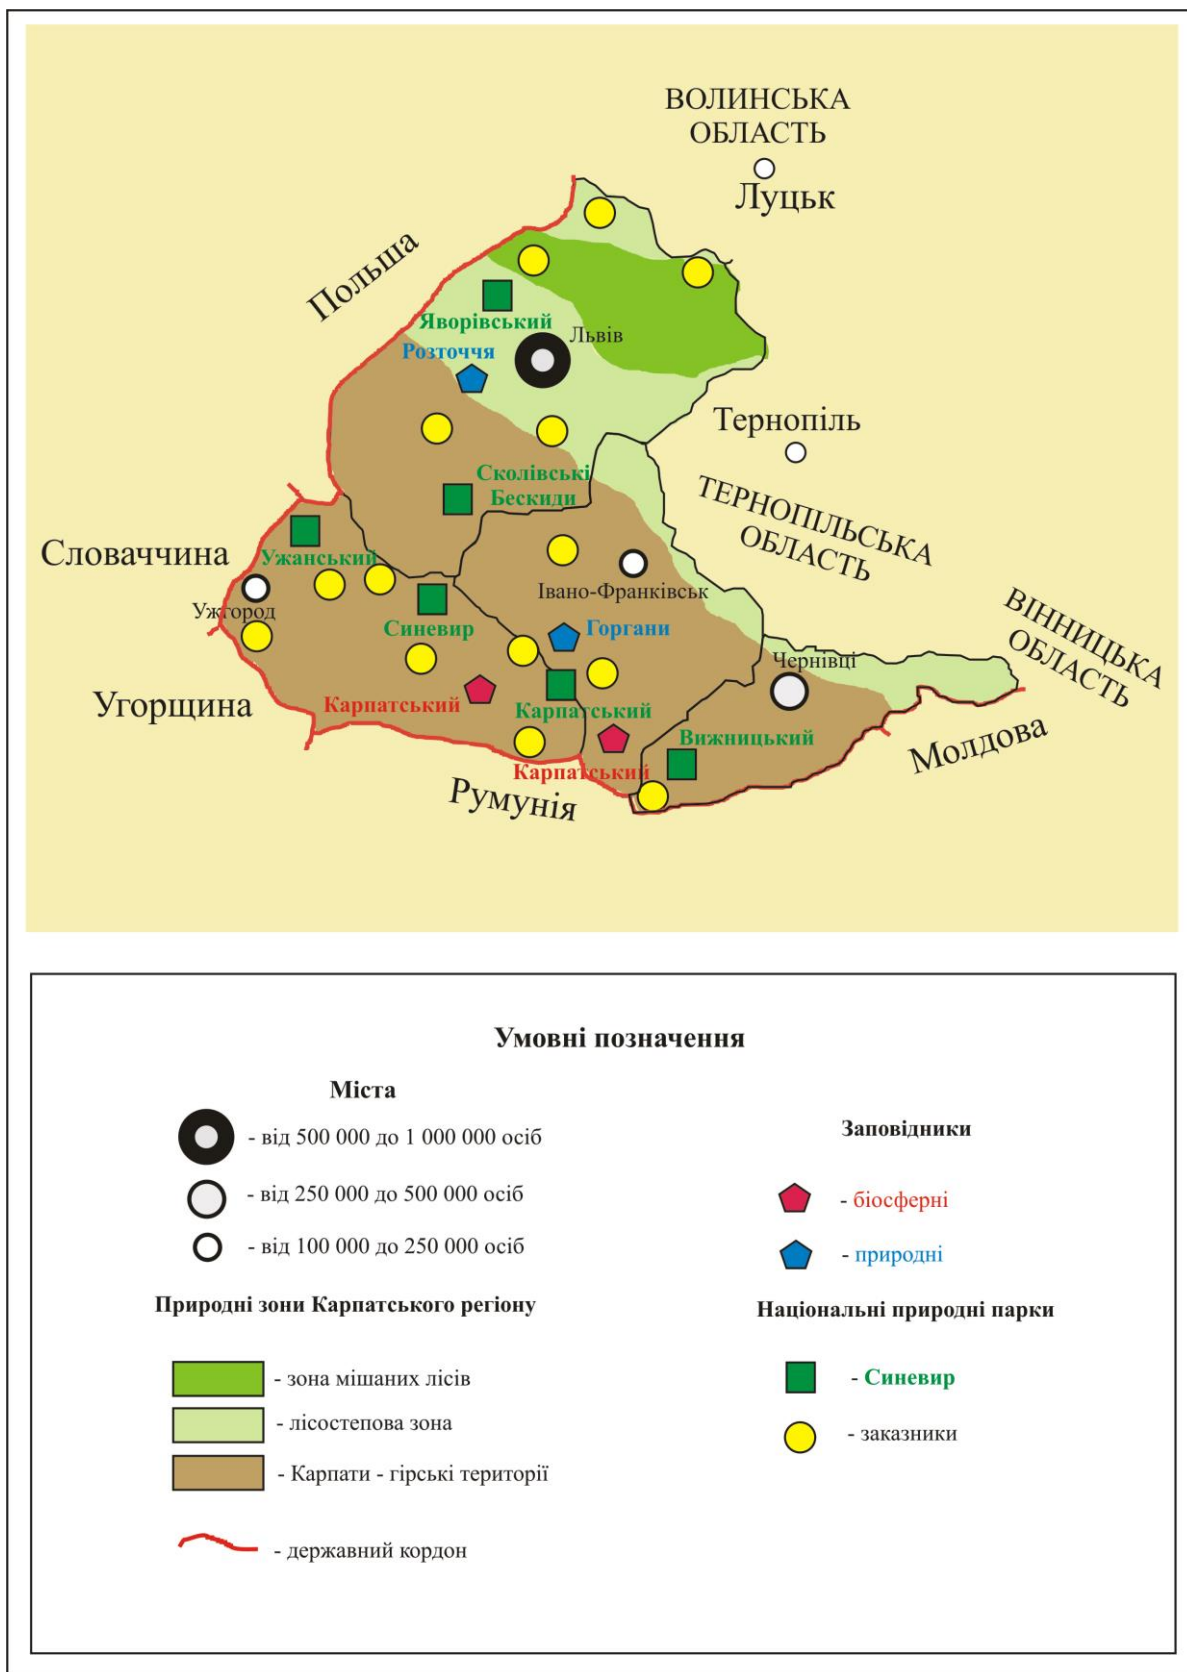 ВОЛИНСЬКА
ОБЛАСТЬ
Луцьк
Польша
Яворівський
Львів
Розточчя
Тернопіль
Сколівські
Бескиди
ТЕРНОПІЛЬСЬКА
ОБЛАСТЬ
Словаччина
Ужанський
Ужгород
Івано-Франківськ
ВІННИЦЬКА
ОБЛАСТЬ
Синевир
Горгани
Чернівці
Угорщина
Карпатський
Карпатський
Вижницький
Молдова
Карпатський
Румунія
Умовні позначення
Міста
- від 500 000 до 1 000 000 осіб
- від 250 000 до 500 000 осіб
- від 100 000 до 250 000 осіб
Природні зони Карпатського регіону
- зона мішаних лісів
- лісостепова зона
- Карпати - гірські території
- державний кордон
Заповідники
- біосферні
- природні
Національні природні парки
- Синевир
- заказники